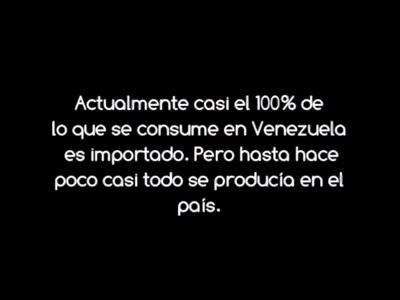 Actualmente casi el 100% de
lo que se consume en Venezuela
es importado. Pero hasta hace
poco casi todo se producía en el
país.